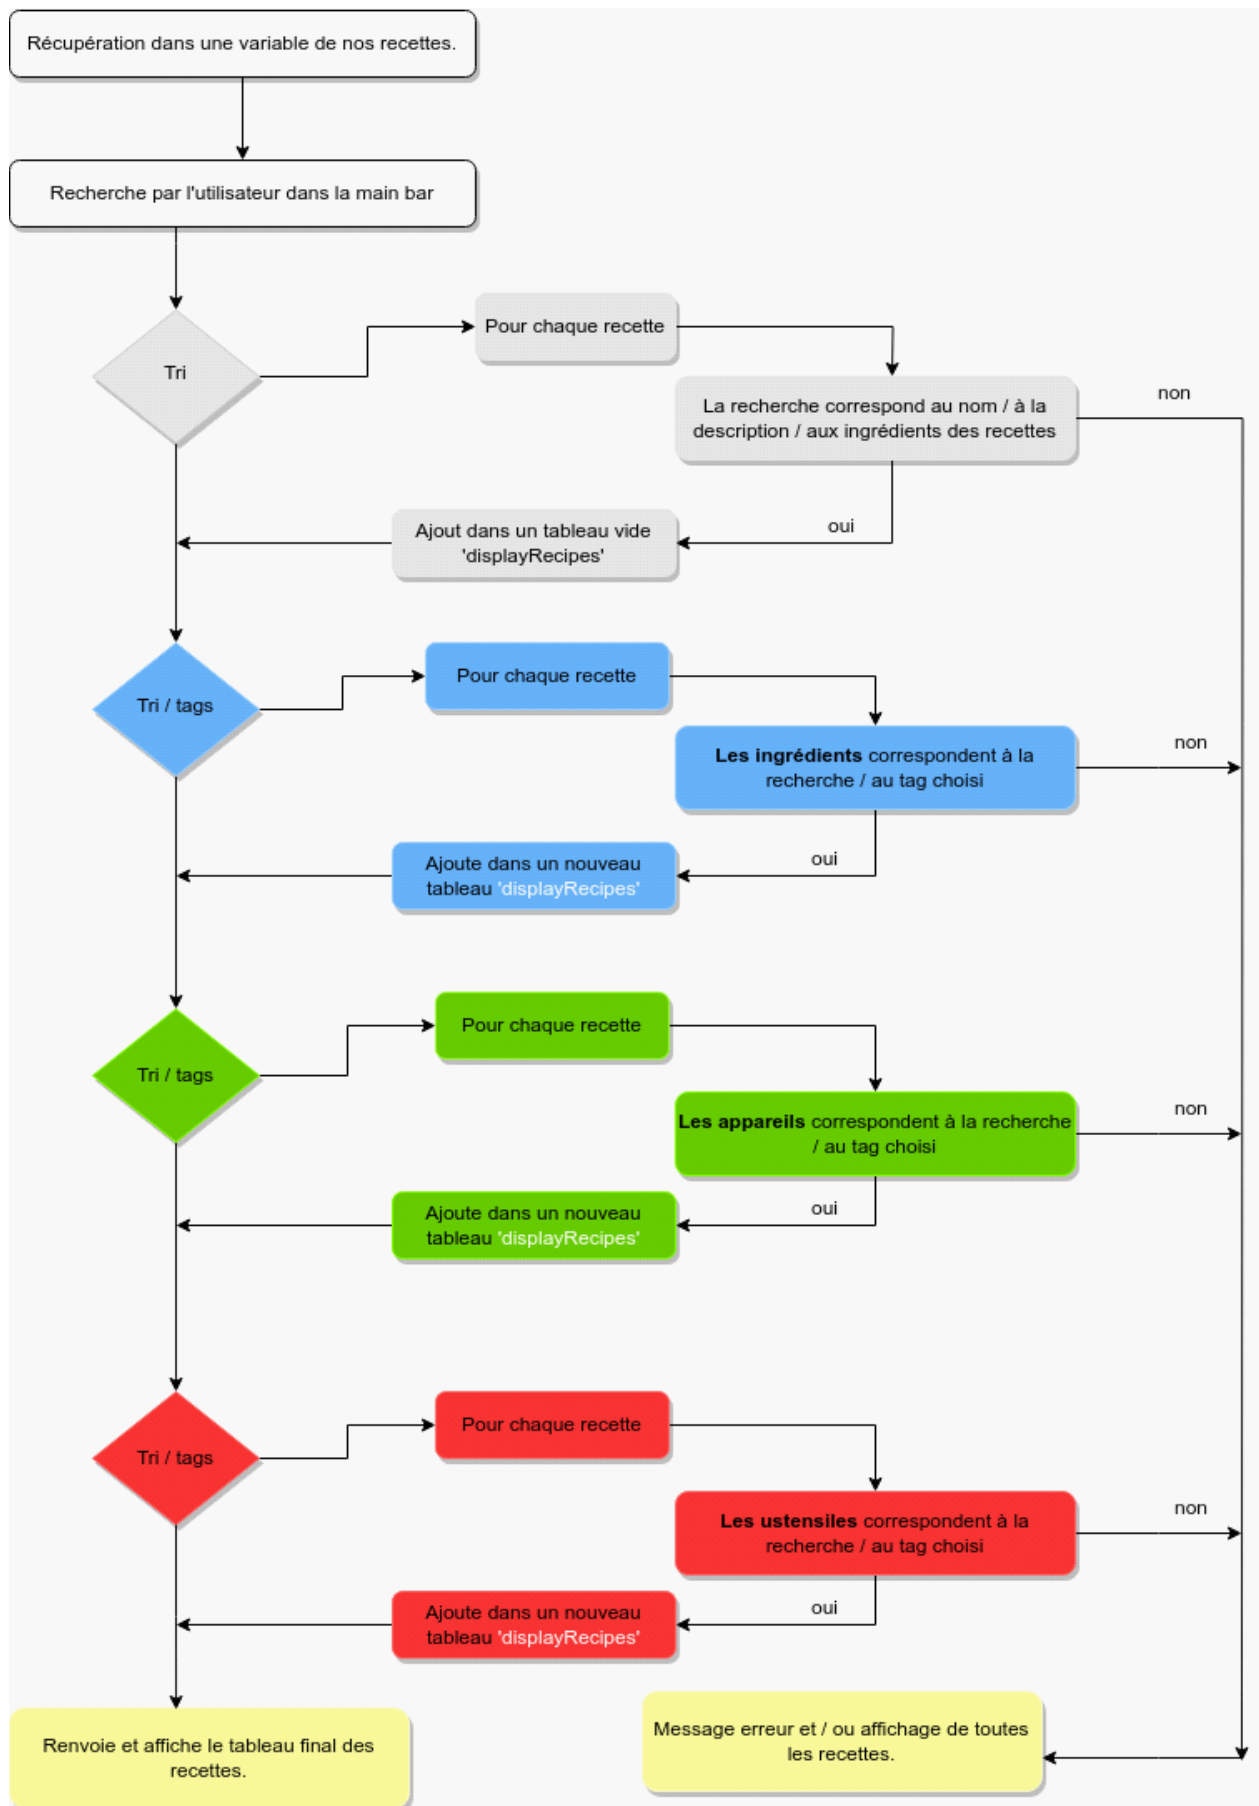 Récupération dans une variable de nos recettes.
Recherche par l'utilisateur dans la main bar
Tri
Pour chaque recette
La recherche correspond au nom / à la
description / aux ingrédients des recettes
non
oui
Ajout dans un tableau vide
'displayRecipes'
Tri / tags
Pour chaque recette
Les ingrédients correspondent à la
recherche / au tag choisi
non
oui
Ajoute dans un nouveau
tableau 'displayRecipes'
Tri / tags
Pour chaque recette
Les appareils correspondent à la recherche
/ au tag choisi
non
oui
Ajoute dans un nouveau
tableau 'displayRecipes'
Tri / tags
Pour chaque recette
Les ustensiles correspondent à la
recherche / au tag choisi
non
oui
Ajoute dans un nouveau
tableau 'displayRecipes'
Renvoie et affiche le tableau final des
recettes.
Message erreur et / ou affichage de toutes
les recettes.